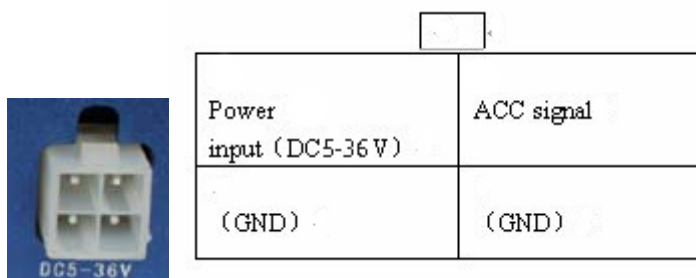 Power
input（DC5-36V）
ACC signal
（GND）
（GND）
DC5-36V